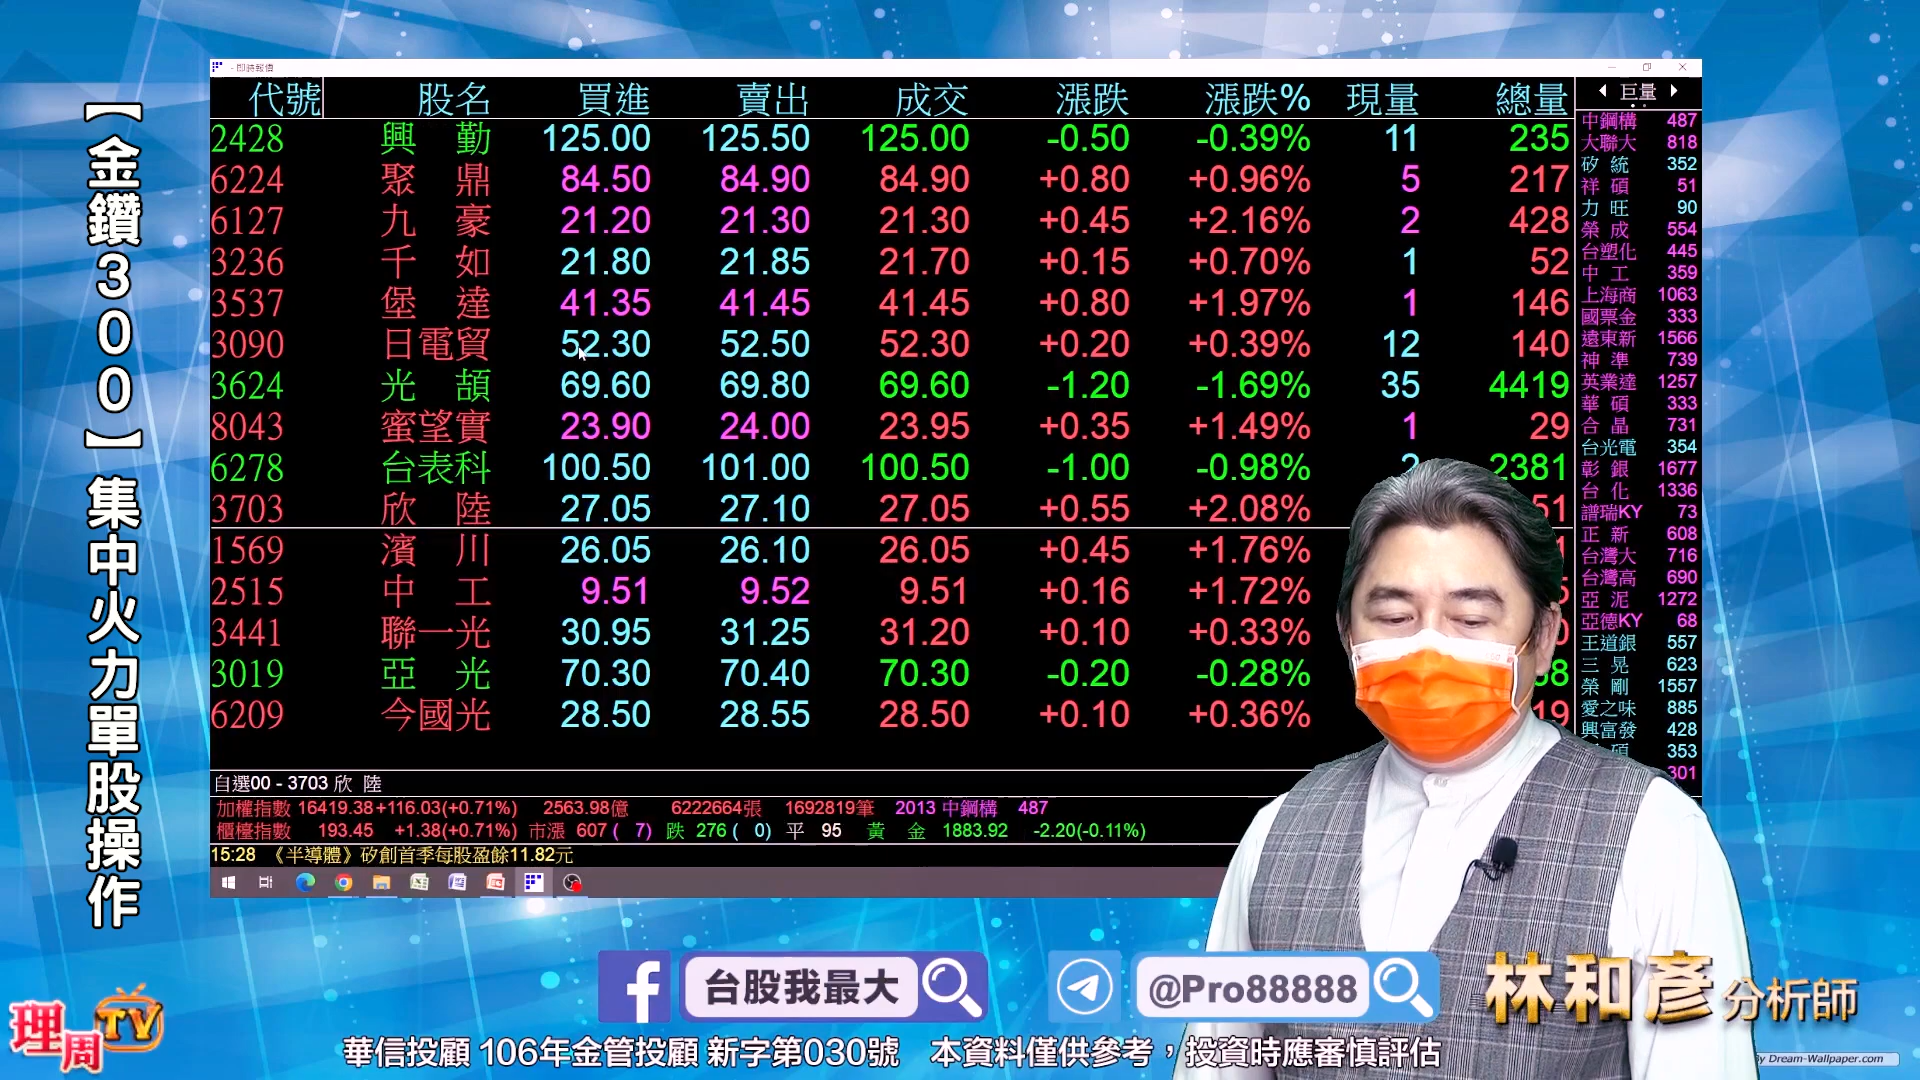 【金鑽300】集中火力單股操作
- 即時報價
代號 股名 買進 賣出 成交 漲跌 漲跌% 現量 總量
2428 興勤 125.00 125.50 125.00 -0.50 -0.39% 11 235
6224 聚鼎 84.50 84.90 84.90 +0.80 +0.96% 5 217
6127 九豪 21.20 21.30 21.30 +0.45 +2.16% 2 428
3236 千如 21.80 21.85 21.70 +0.15 +0.70% 1 52
3537 堡達 41.35 41.45 41.45 +0.80 +1.97% 1 146
3090 日電貿 52.30 52.50 52.30 +0.20 +0.39% 12 140
3624 光頡 69.60 69.80 69.60 -1.20 -1.69% 35 4419
8043 蜜望實 23.90 24.00 23.95 +0.35 +1.49% 1 29
6278 台表科 100.50 101.00 100.50 -1.00 -0.98% 2381
3703 欣陸 27.05 27.10 27.05 +0.55 +2.08%
1569 濱川 26.05 26.10 26.05 +0.45 +1.76%
2515 中工 9.51 9.52 9.51 +0.16 +1.72%
3441 聯一光 30.95 31.25 31.20 +0.10 +0.33%
3019 亞光 70.30 70.40 70.30 -0.20 -0.28%
6209 今國光 28.50 28.55 28.50 +0.10 +0.36%
巨量
中鋼構 487
大聯大 818
矽統 352
祥碩 51
力旺 90
榮成 554
台塑化 445
中工 359
上海商 1063
國票金 333
遠東新 1566
神準 739
英業達 1257
華碩 333
合晶 731
台光電 354
彰銀 1677
台化 1336
譜瑞KY 73
正新 608
台灣大 716
台灣高 690
亞泥 1272
亞德KY 68
王道銀 557
三晃 623
榮剛 1557
愛之味 885
興富發 428
碩 353
301
自選00 - 3703 欣陸
加權指數 16419.38 +116.03(+0.71%) 2563.98億 6222664張 1692819筆 2013 中鋼構 487
櫃檯指數 193.45 +1.38(+0.71%) 市漲 607 ( 7) 跌 276 ( 0) 平 95 黃金 1883.92 -2.20(-0.11%)
15:28 《半導體》矽創首季每股盈餘11.82元
台股我最大
@Pro88888
林和彥 分析師
理周TV
華信投顧 106年金管投顧 新字第030號 本資料僅供參考，投資時應審慎評估
By Dream-Wallpaper.com